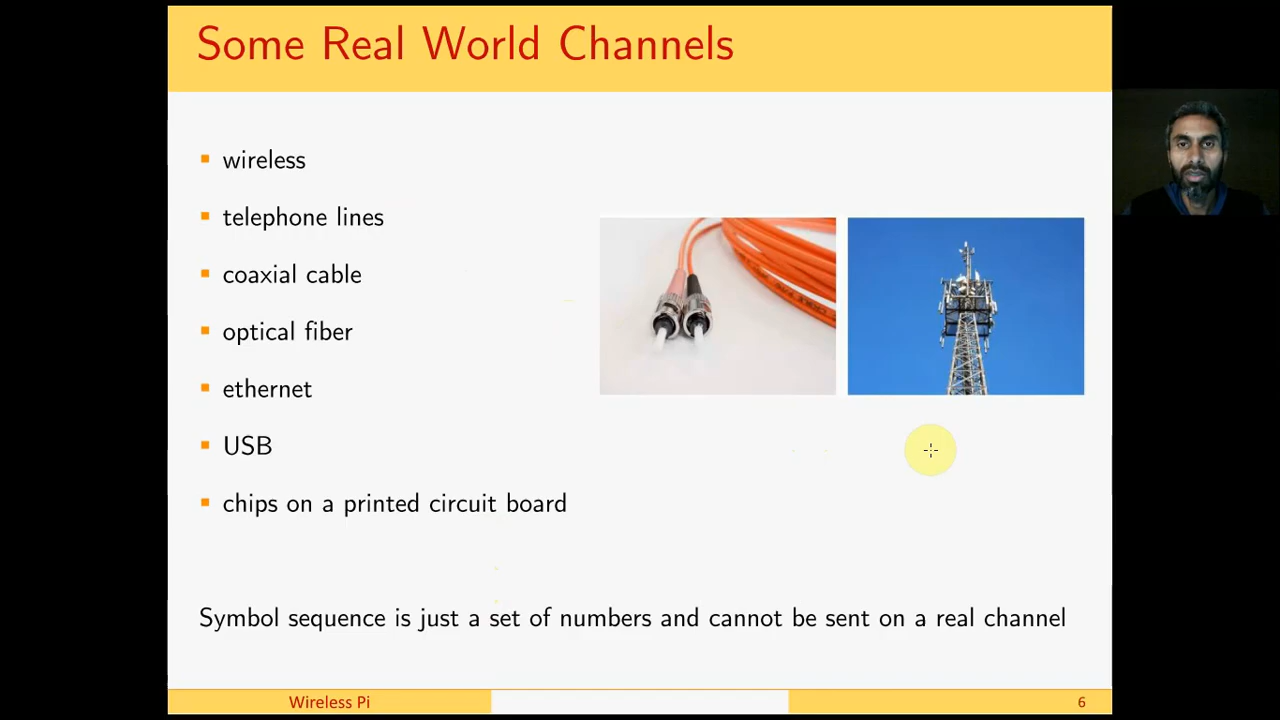 Some Real World Channels
wireless
telephone lines
coaxial cable
optical fiber
ethernet
USB
chips on a printed circuit board
Symbol sequence is just a set of numbers and cannot be sent on a real channel
Wireless Pi
6